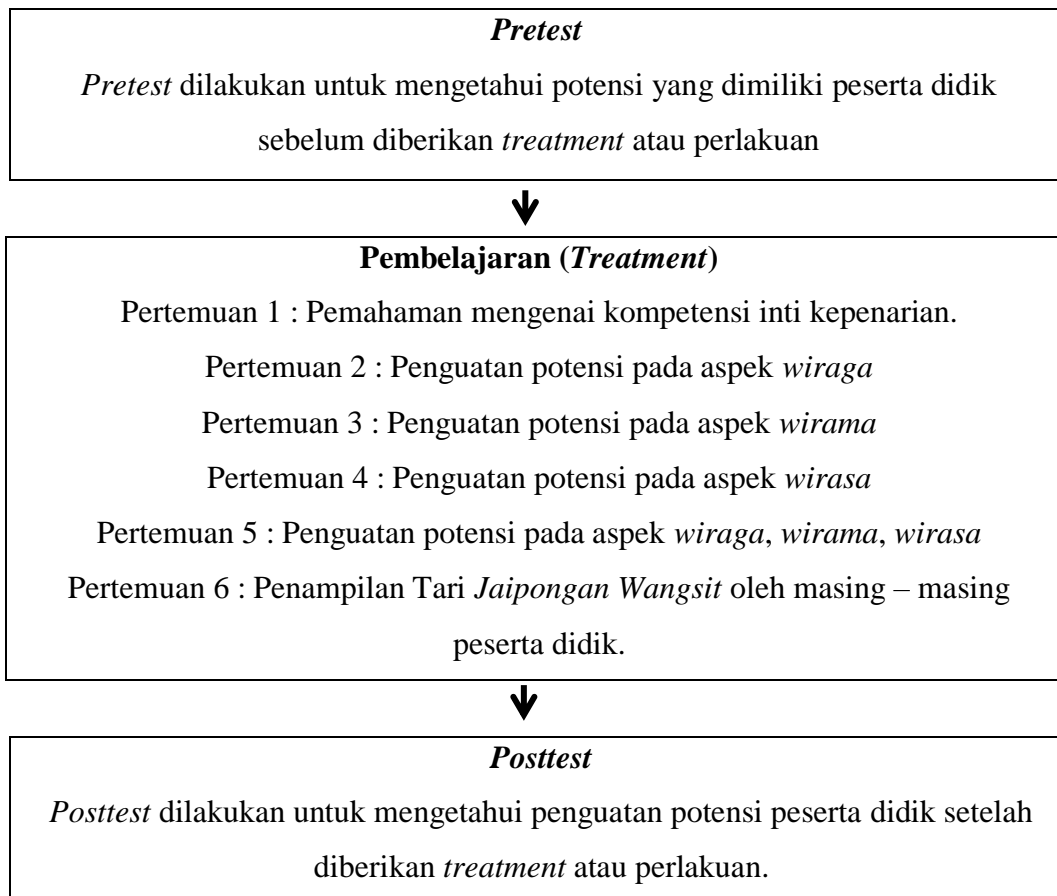 Pretest
Pretest dilakukan untuk mengetahui potensi yang dimiliki peserta didik
sebelum diberikan treatment atau perlakuan
Pembelajaran (Treatment)
Pertemuan 1 : Pemahaman mengenai kompetensi inti kepenarian.
Pertemuan 2 : Penguatan potensi pada aspek wiraga
Pertemuan 3 : Penguatan potensi pada aspek wirama
Pertemuan 4 : Penguatan potensi pada aspek wirasa
Pertemuan 5 : Penguatan potensi pada aspek wiraga, wirama, wirasa
Pertemuan 6 : Penampilan Tari Jaipongan Wangsit oleh masing – masing
peserta didik.
Posttest
Posttest dilakukan untuk mengetahui penguatan potensi peserta didik setelah
diberikan treatment atau perlakuan.